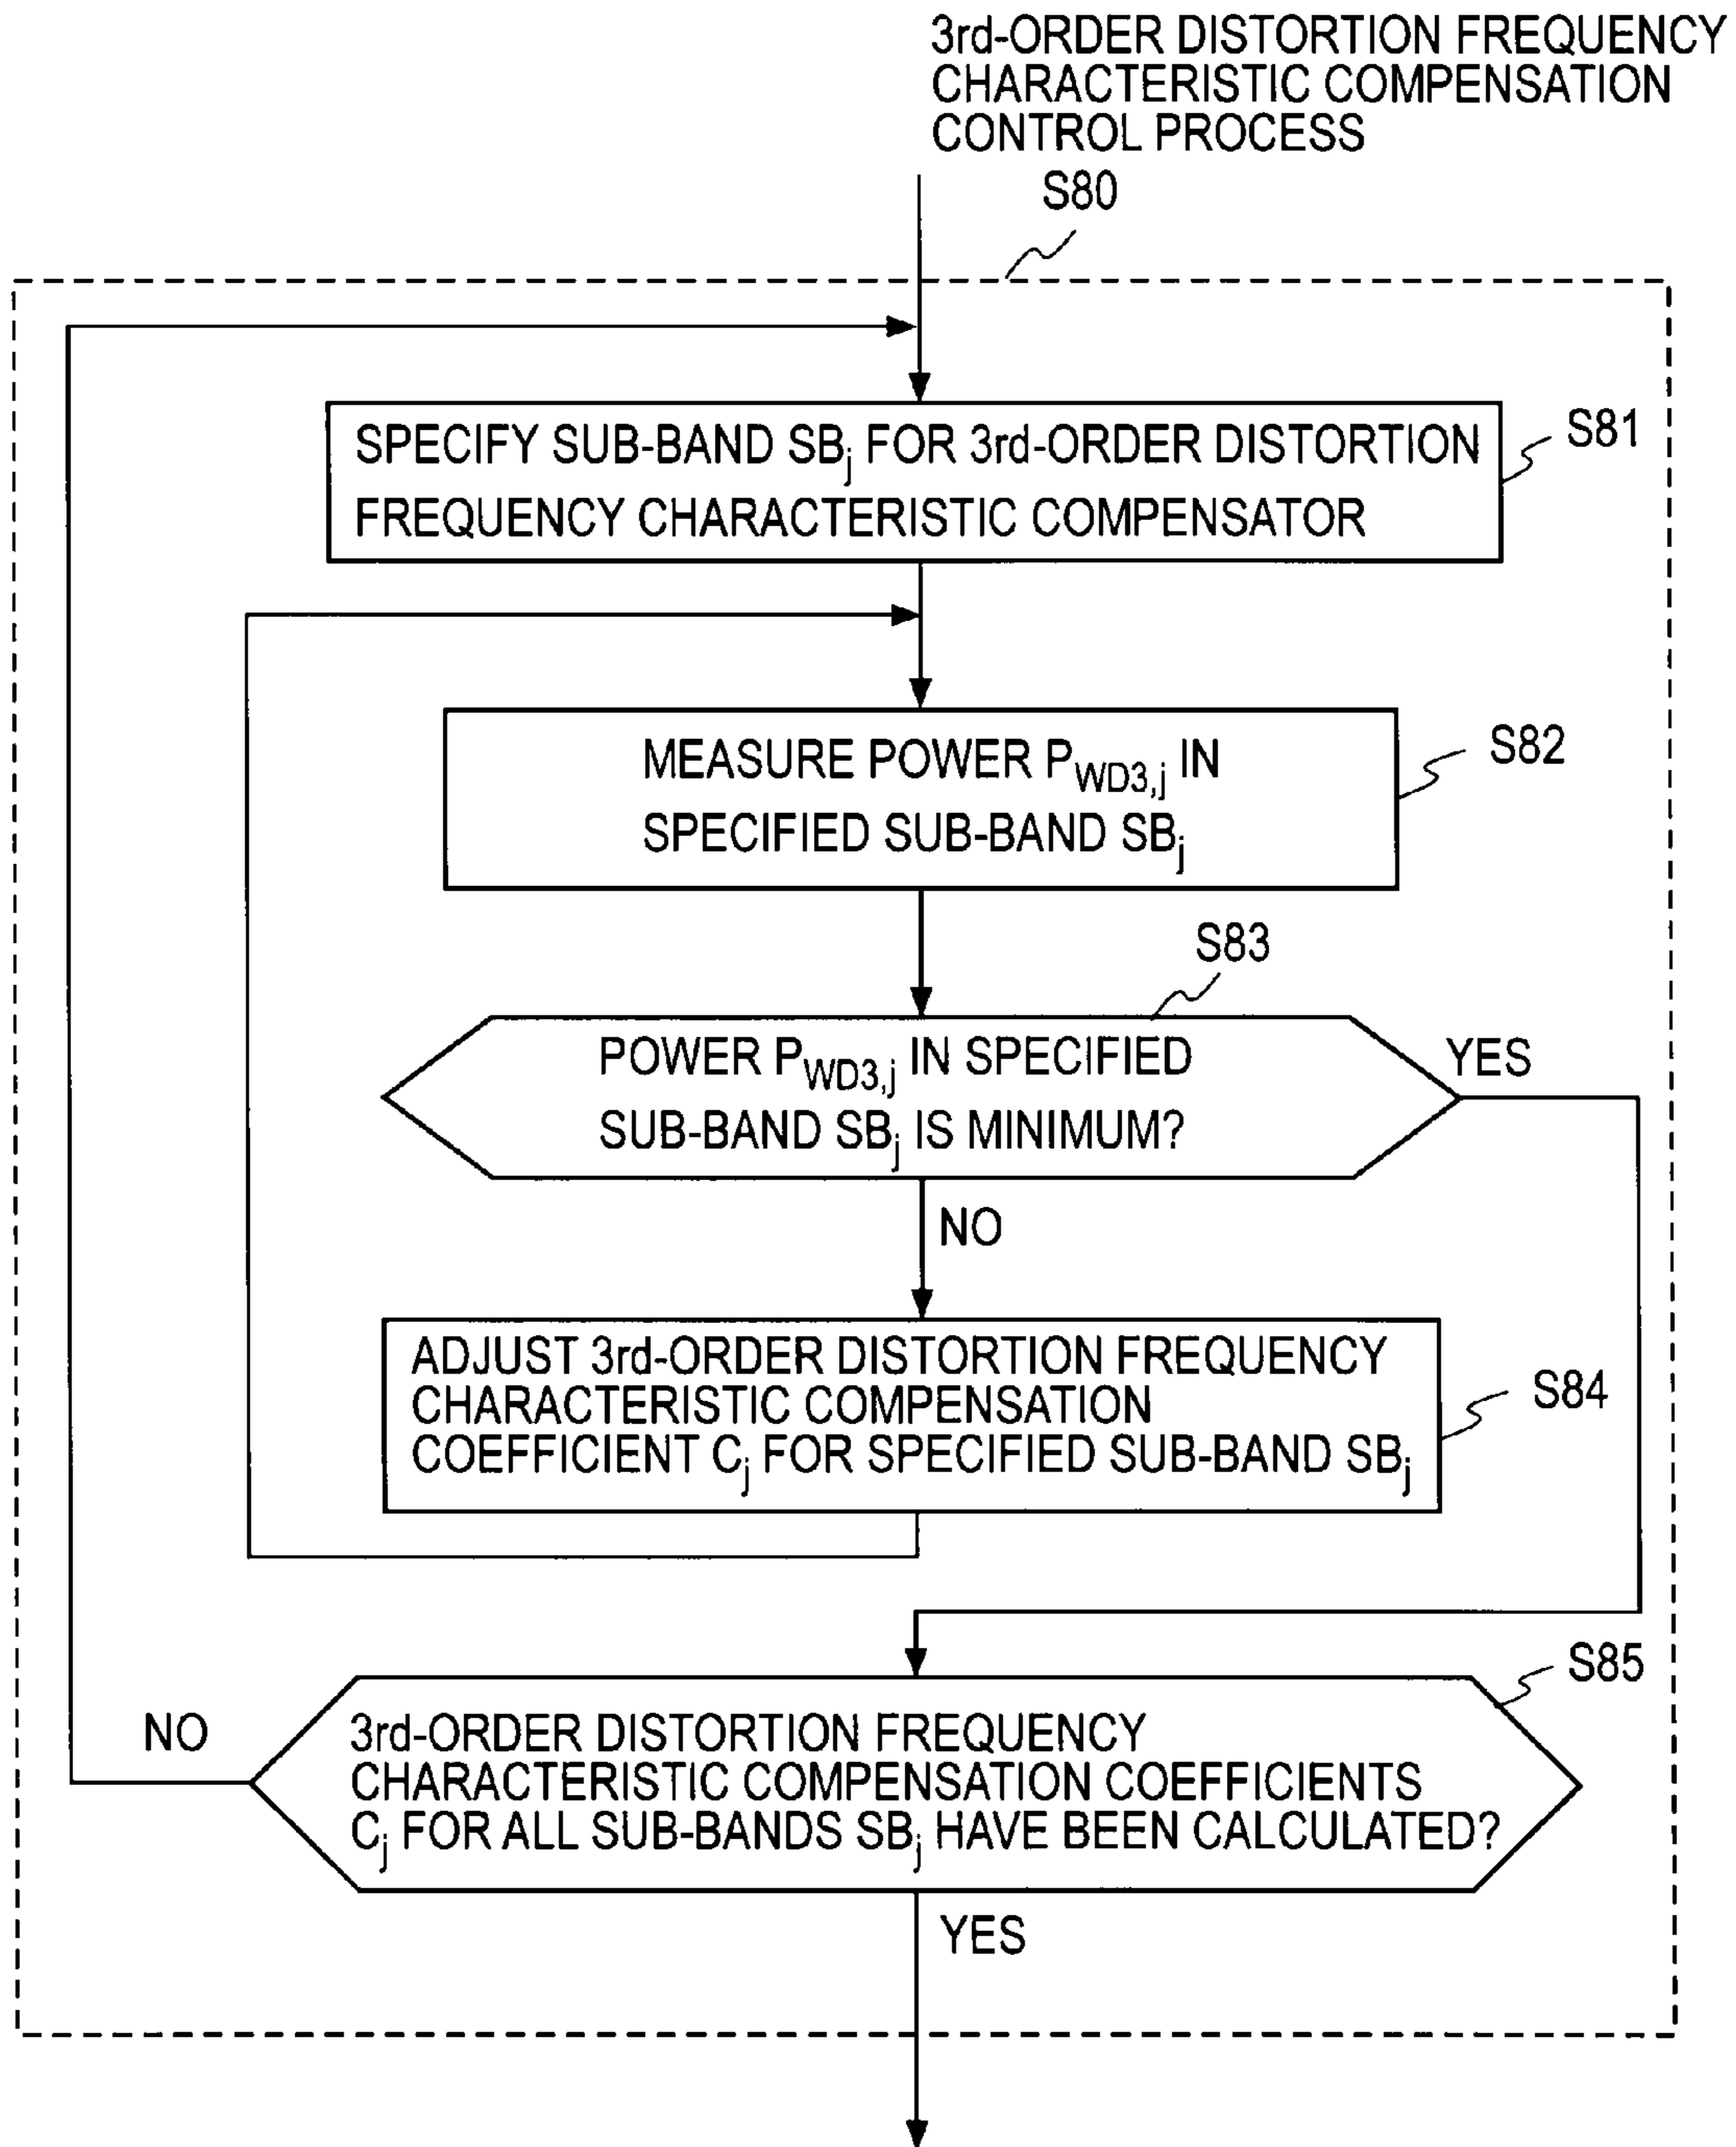 3rd-ORDER DISTORTION FREQUENCY
CHARACTERISTIC COMPENSATION
CONTROL PROCESS
S80
SPECIFY SUB-BAND SBj FOR 3rd-ORDER DISTORTION
FREQUENCY CHARACTERISTIC COMPENSATOR
S81
MEASURE POWER PWD3,j IN
SPECIFIED SUB-BAND SBj
S82
S83
POWER PWD3,j IN SPECIFIED
SUB-BAND SBj IS MINIMUM?
YES
NO
ADJUST 3rd-ORDER DISTORTION FREQUENCY
CHARACTERISTIC COMPENSATION
COEFFICIENT Cj FOR SPECIFIED SUB-BAND SBj
S84
S85
NO
3rd-ORDER DISTORTION FREQUENCY
CHARACTERISTIC COMPENSATION COEFFICIENTS
Cj FOR ALL SUB-BANDS SBj HAVE BEEN CALCULATED?
YES